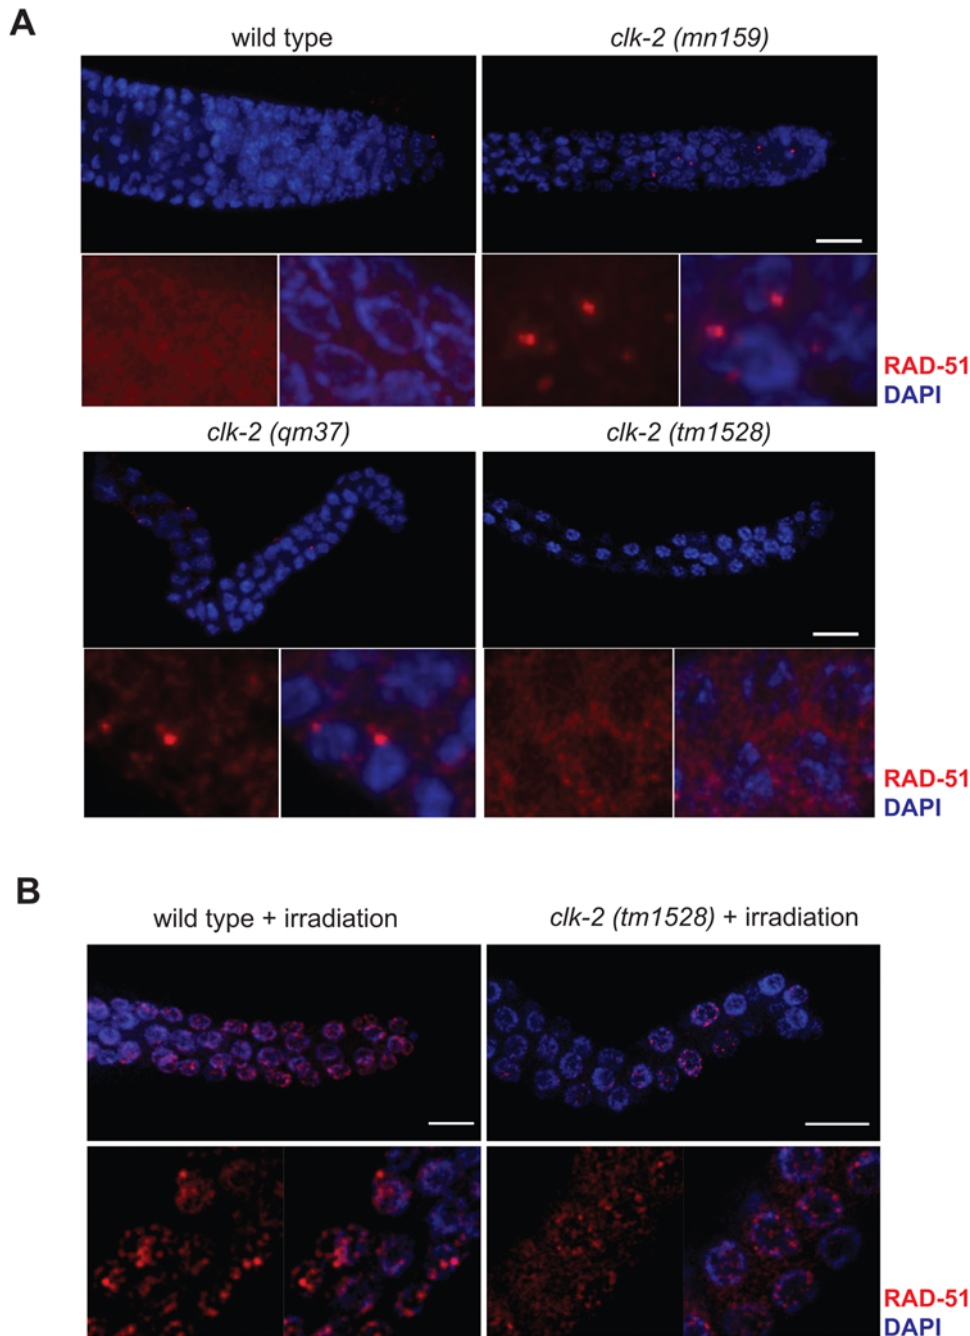 A
wild type
clk-2 (mn159)
RAD-51
DAPI
clk-2 (qm37)
clk-2 (tm1528)
RAD-51
DAPI
B
wild type + irradiation
clk-2 (tm1528) + irradiation
RAD-51
DAPI